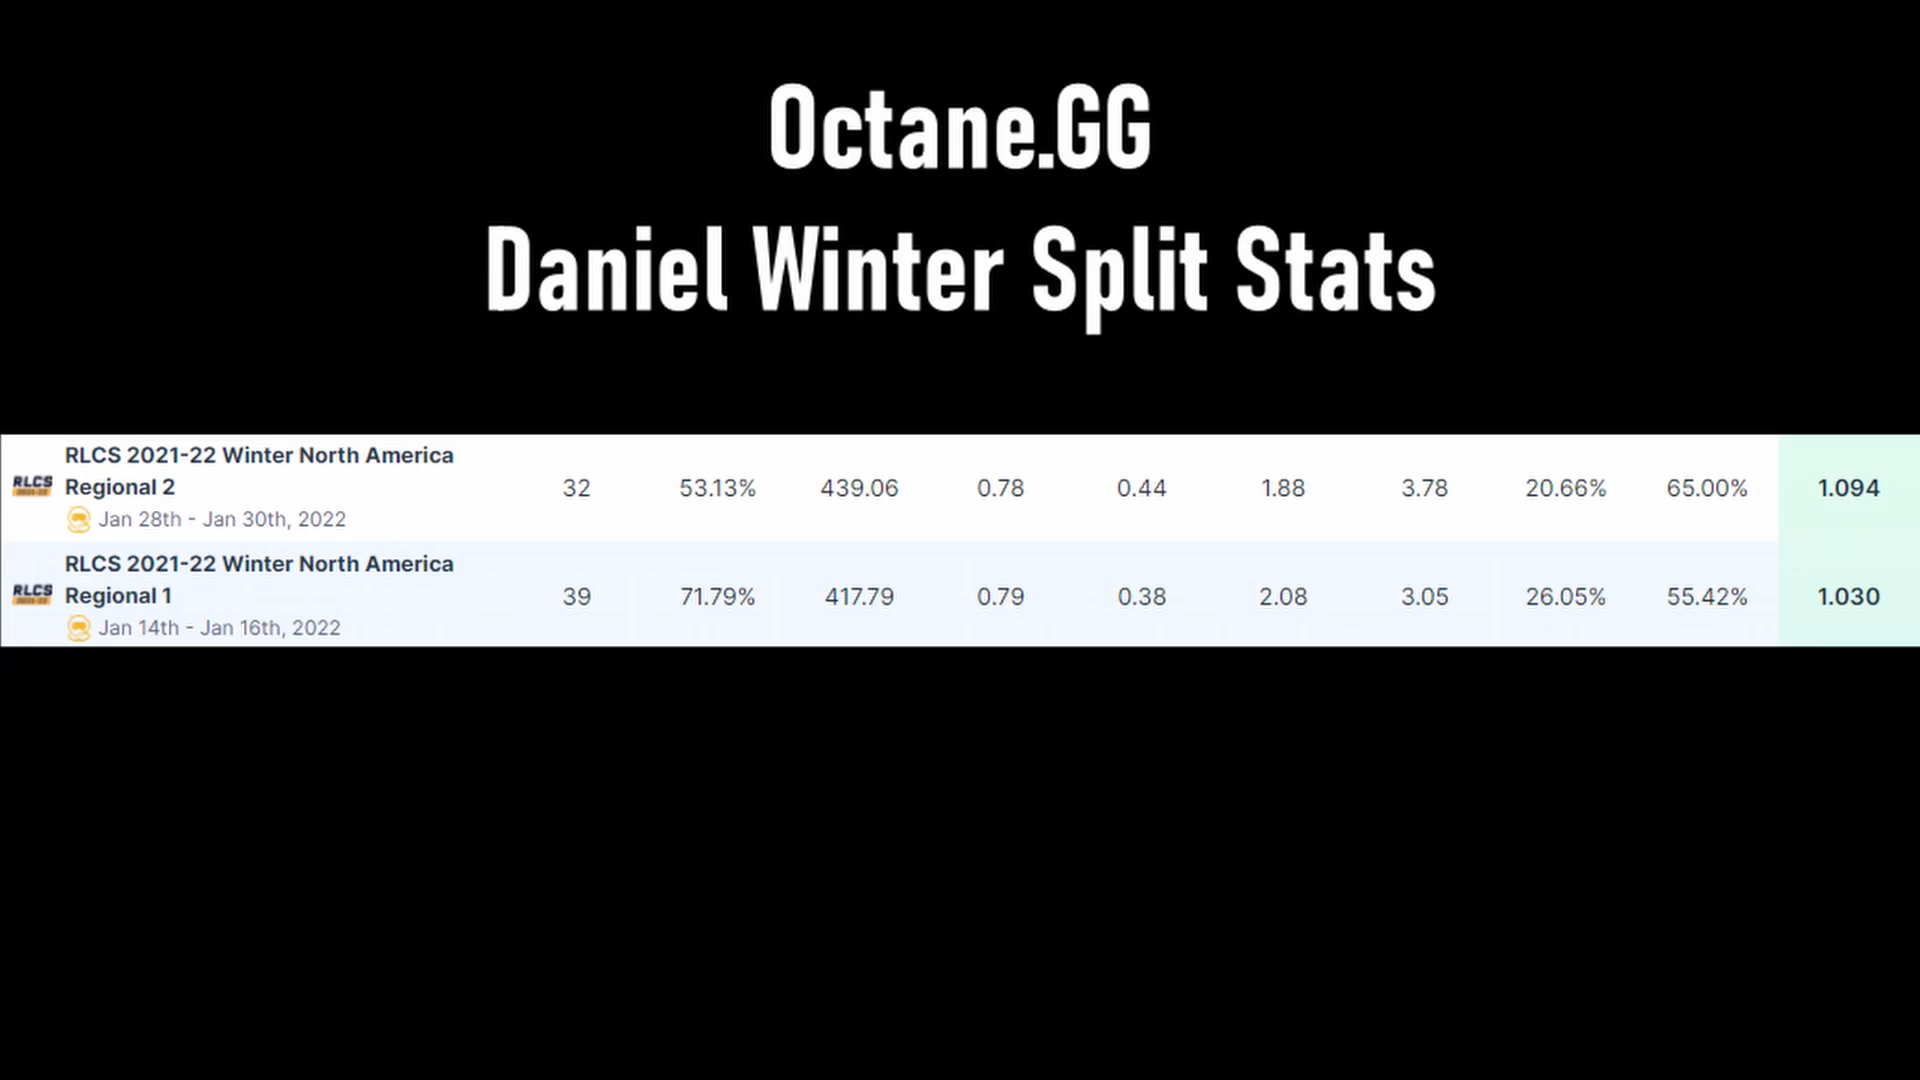 Octane.GG
Daniel Winter Split Stats
RLCS 2021-22 Winter North America
RLCS Regional 2 32 53.13% 439.06 0.78 0.44 1.88 3.78 20.66% 65.00% 1.094
Jan 28th - Jan 30th, 2022
RLCS 2021-22 Winter North America
RLCS Regional 1 39 71.79% 417.79 0.79 0.38 2.08 3.05 26.05% 55.42% 1.030
Jan 14th - Jan 16th, 2022